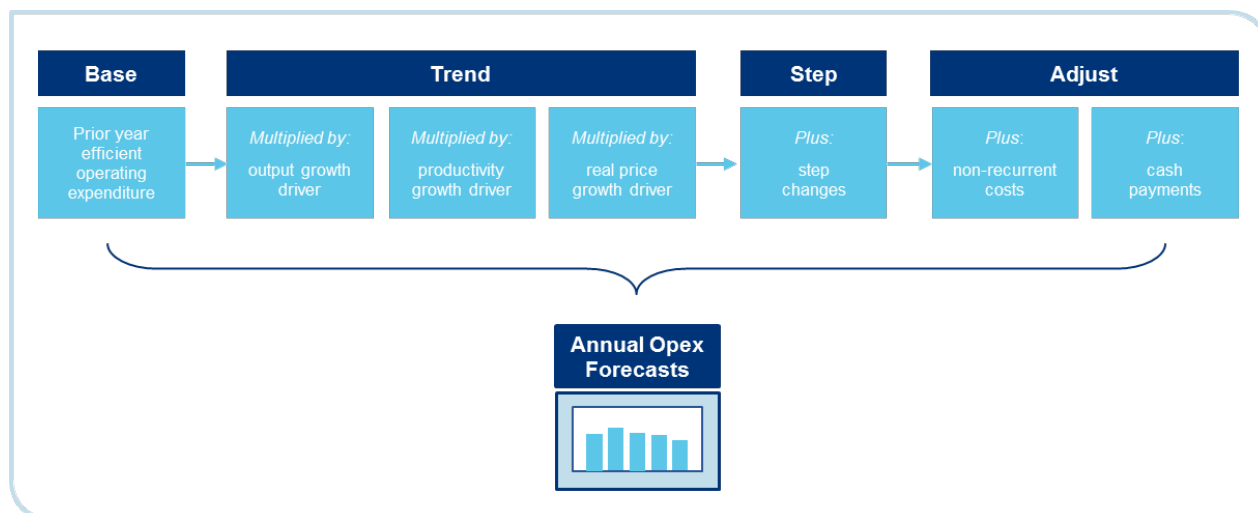 Base
Trend
Step
Adjust
Prior year
efficient
operating
expenditure
Multiplied by:
output growth
driver
Multiplied by:
productivity
growth driver
Multiplied by:
real price
growth driver
Plus:
step
changes
Plus:
non-recurrent
costs
Plus:
cash
payments
Annual Opex
Forecasts